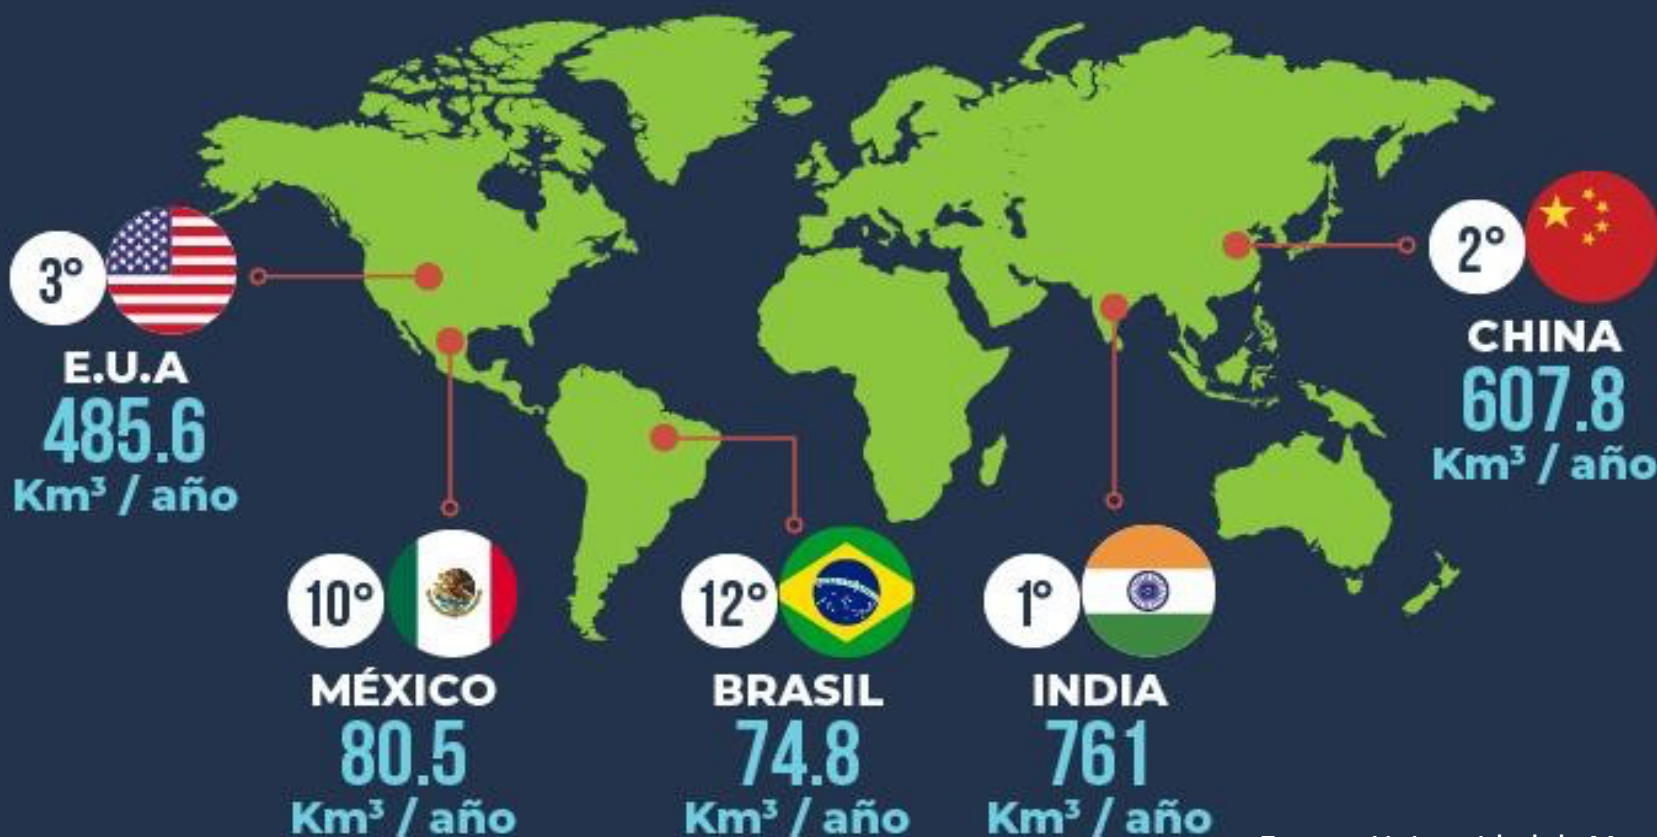 3°
E.U.A
485.6
Km³ / año
2°
CHINA
607.8
Km³ / año
10°
MÉXICO
80.5
Km³ / año
12°
BRASIL
74.8
Km³ / año
1°
INDIA
761
Km³ / año